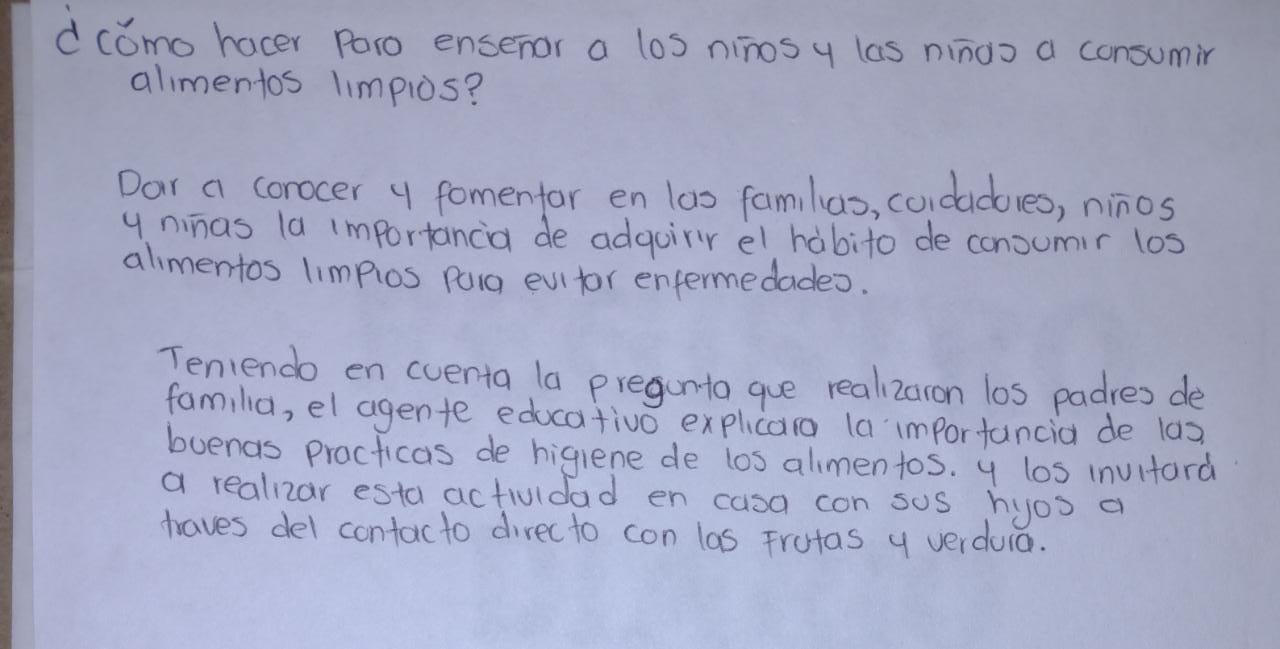 ¿cómo hacer para enseñar a los niños y las niñas a consumir
alimentos limpios?
Dar a conocer y fomentar en las familias, cuidadores, niños
y niñas la importancia de adquirir el hábito de consumir los
alimentos limpios para evitar enfermedades.
Teniendo en cuenta la pregunta que realizaron los padres de
familia, el agente educativo explicara la importancia de las
buenas practicas de higiene de los alimentos. y los invitará
a realizar esta actividad en casa con sus hijos a
traves del contacto directo con las Frutas y verdura.